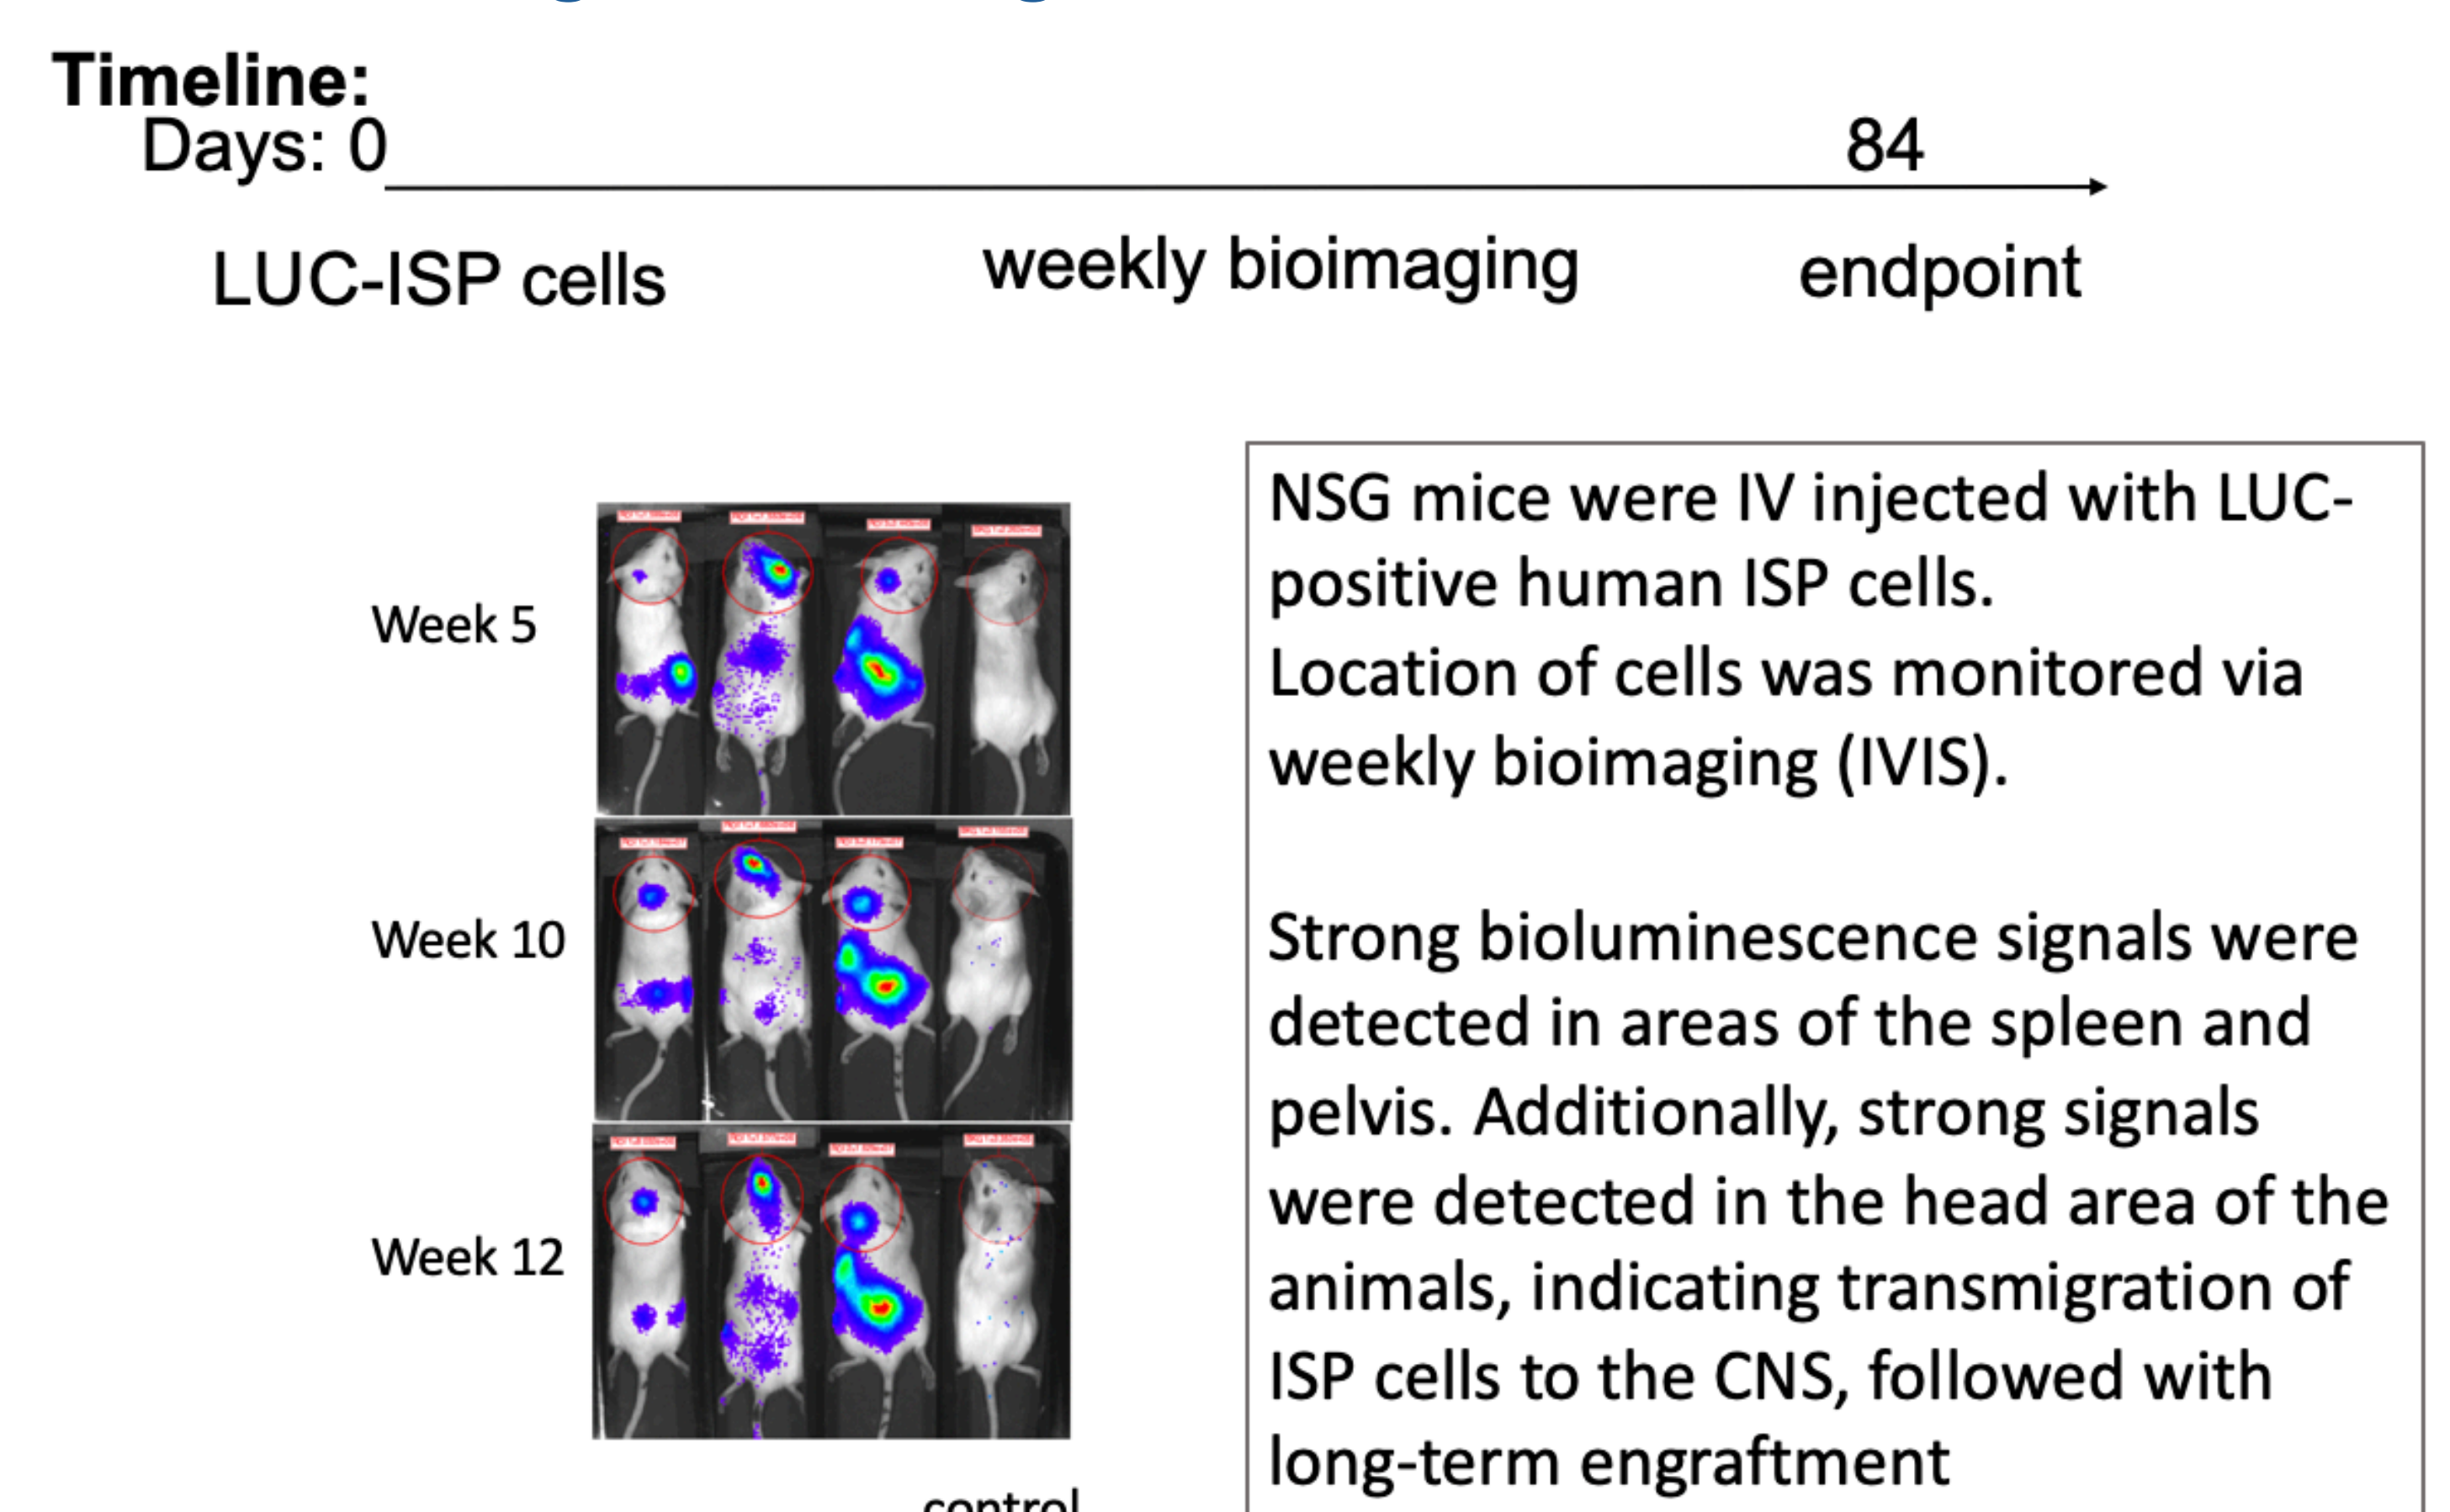 Timeline:
Days: 0
84
LUC-ISP cells
weekly bioimaging
endpoint
Week 5
Week 10
Week 12
control
NSG mice were IV injected with LUC-
positive human ISP cells.
Location of cells was monitored via
weekly bioimaging (IVIS).
Strong bioluminescence signals were
detected in areas of the spleen and
pelvis. Additionally, strong signals
were detected in the head area of the
animals, indicating transmigration of
ISP cells to the CNS, followed with
long-term engraftment